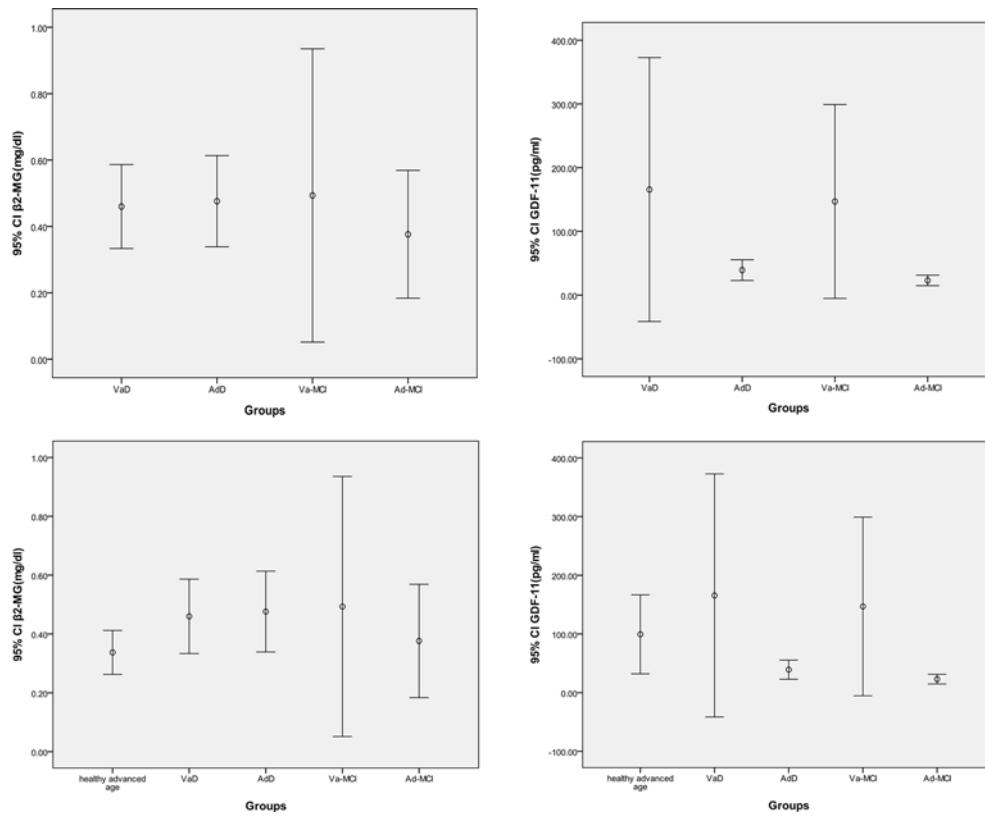 95% CI β2-MG(mg/dl)
1.00
0.80
0.60
0.40
0.20
0.00
VaD AdD Va-MCI Ad-MCI
Groups
95% CI GDF-11(pg/ml)
400.00
300.00
200.00
100.00
0.00
-100.00
VaD AdD Va-MCI Ad-MCI
Groups
95% CI β2-MG(mg/dl)
1.00
0.80
0.60
0.40
0.20
0.00
healthy advanced age VaD AdD Va-MCI Ad-MCI
Groups
95% CI GDF-11(pg/ml)
400.00
300.00
200.00
100.00
0.00
-100.00
healthy advanced age VaD AdD Va-MCI Ad-MCI
Groups